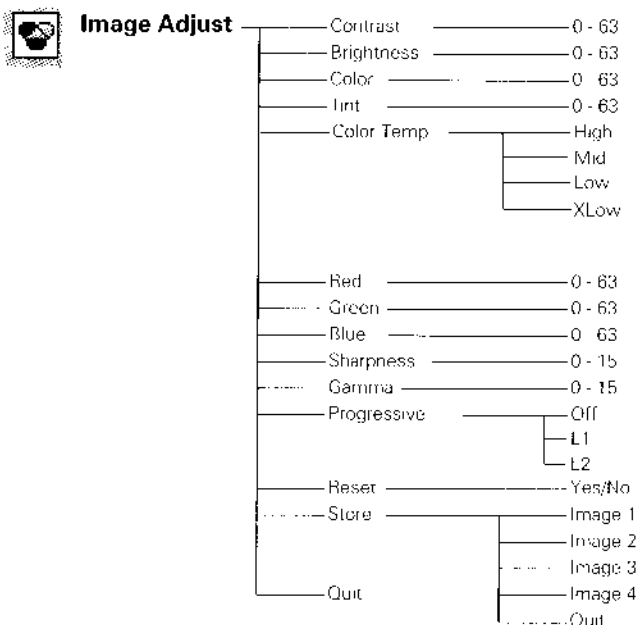 Image Adjust
Contrast 0 - 63
Brightness 0 - 63
Color 0 - 63
Tint 0 - 63
Color Temp High
Mid
Low
XLow
Red 0 - 63
Green 0 - 63
Blue 0 - 63
Sharpness 0 - 15
Gamma 0 - 15
Progressive Off
L1
L2
Reset Yes/No
Store Image 1
Image 2
Image 3
Quit Image 4
Quit